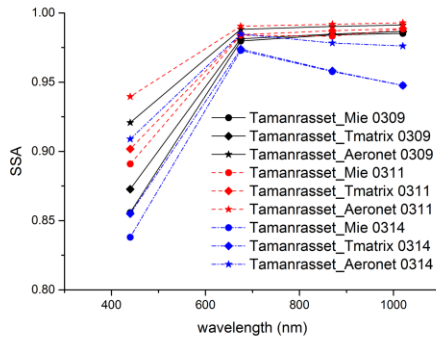 1.00
0.95
0.90
0.85
0.80
SSA
400
600
800
1000
wavelength (nm)
Tamanrasset_Mie 0309
Tamanrasset_Tmatrix 0309
Tamanrasset_Aeronet 0309
Tamanrasset_Mie 0311
Tamanrasset_Tmatrix 0311
Tamanrasset_Aeronet 0311
Tamanrasset_Mie 0314
Tamanrasset_Tmatrix 0314
Tamanrasset_Aeronet 0314